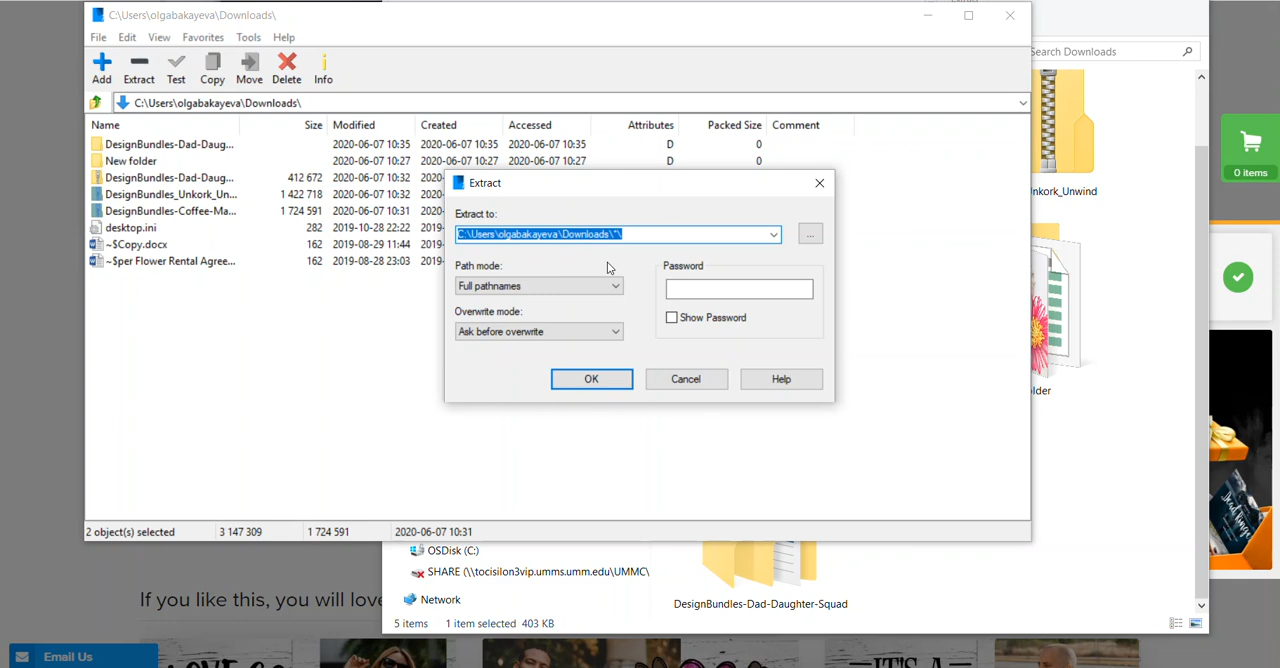 C:\Users\olgabakayeva\Downloads\
File Edit View Favorites Tools Help
Add Extract Test Copy Move Delete Info
C:\Users\olgabakayeva\Downloads\
Name Size Modified Created Accessed Attributes Packed Size Comment
DesignBundles-Dad-Daug... 2020-06-07 10:35 2020-06-07 10:35 2020-06-07 10:35 D 0
New folder 2020-06-07 10:27 2020-06-07 10:27 2020-06-07 10:27 D 0
DesignBundles-Dad-Daug... 412 672 2020-06-07 10:32 2020-
DesignBundles_Unkork_Un... 1 422 718 2020-06-07 10:32 2020-
DesignBundles-Coffee-Ma... 1 724 591 2020-06-07 10:31 2020-
desktop.ini 282 2019-10-28 22:22 2019-
~$Copy.docx 162 2019-08-29 11:44 2019-
~$per Flower Rental Agree... 162 2019-08-28 23:03 2019-
Extract
Extract to:
C:\Users\olgabakayeva\Downloads\*\
...
Path mode:
Full pathnames
Overwrite mode:
Ask before overwrite
Password
Show Password
OK Cancel Help
2 object(s) selected 3 147 309 1 724 591 2020-06-07 10:31
Search Downloads
nkork_Unwind
lder
0 items
OSDisk (C:)
SHARE (\\tocisilon3vip.umms.umm.edu\UMMC\
Network
DesignBundles-Dad-Daughter-Squad
5 items 1 item selected 403 KB
If you like this, you will love
Email Us
IT'S A